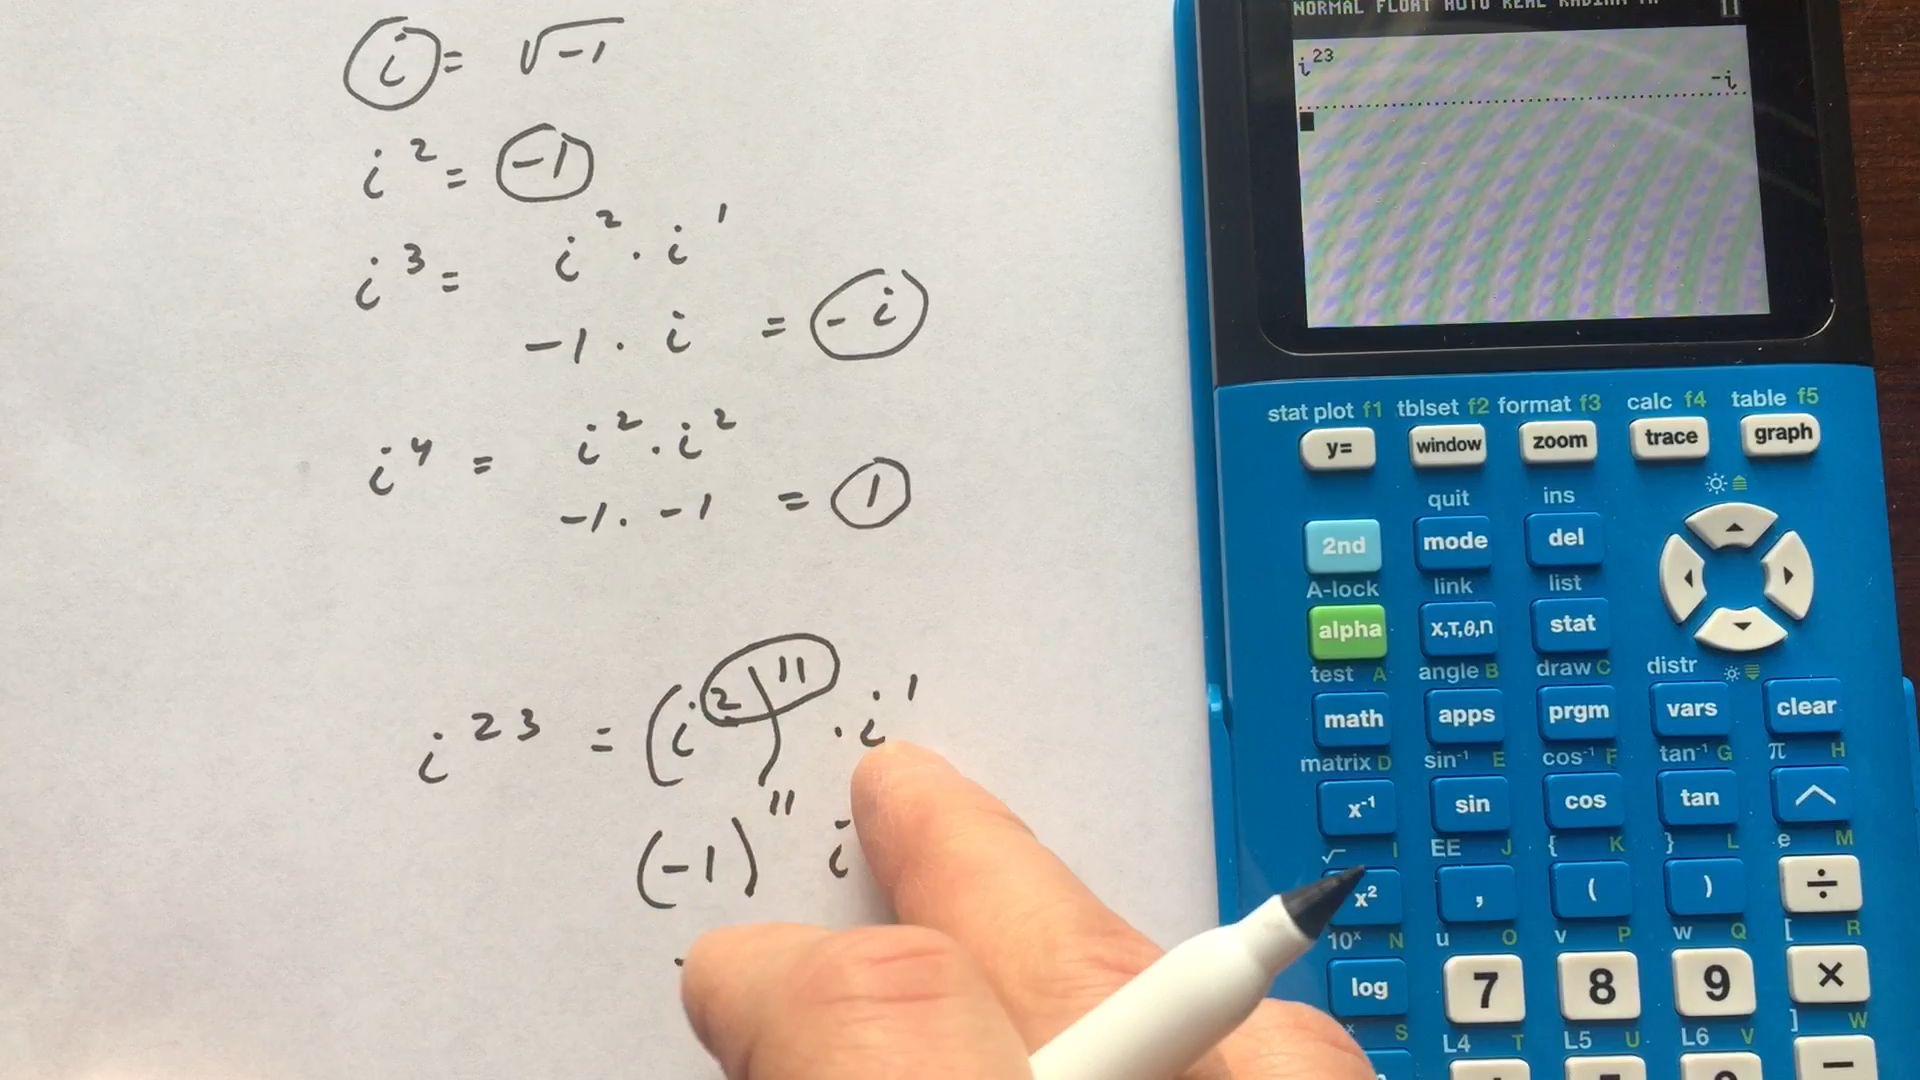 i = √-1
i² = -1
i³ = i² · i¹
-1 · i = -i
i⁴ = i² · i²
-1 · -1 = 1
i²³ = (i²)¹¹ · i¹
(-1)¹¹ i
NORMAL FLOAT AUTO REAL RADIAN
i²³
-i
stat plot f1 tblset f2 format f3 calc f4 table f5
y= window zoom trace graph
quit ins
2nd mode del
A-lock link list
alpha X,T,θ,n stat
test A angle B draw C distr
math apps prgm vars clear
matrix D sin⁻¹ E cos⁻¹ F tan⁻¹ G π H
x⁻¹ sin cos tan ^
√ I EE J { K } L e M
x² , ( ) ÷
10ˣ N u O v P w Q [ R
log 7 8 9 ×
x S L4 T L5 U L6 V ] W
−